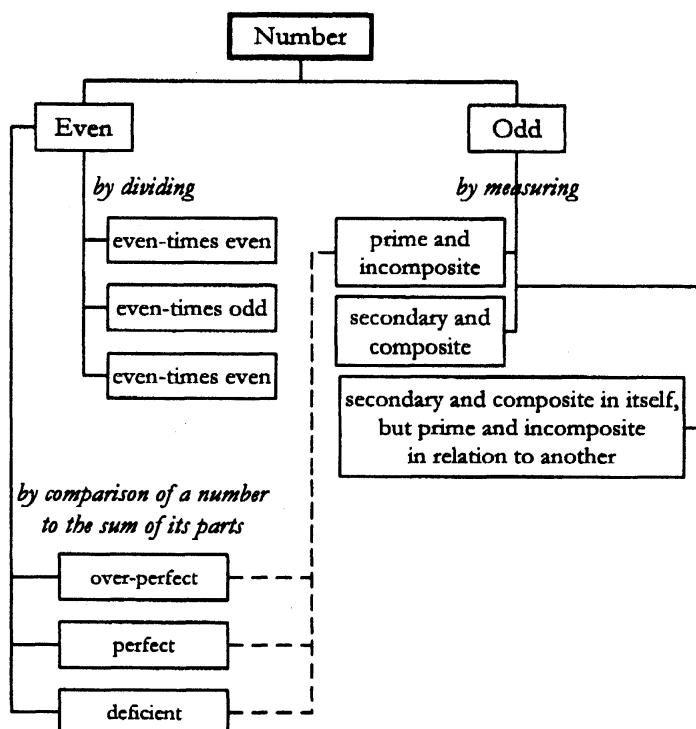 Number
Even
Odd
by dividing
by measuring
even-times even
even-times odd
even-times even
prime and
incomposite
secondary and
composite
secondary and composite in itself,
but prime and incomposite
in relation to another
by comparison of a number
to the sum of its parts
over-perfect
perfect
deficient